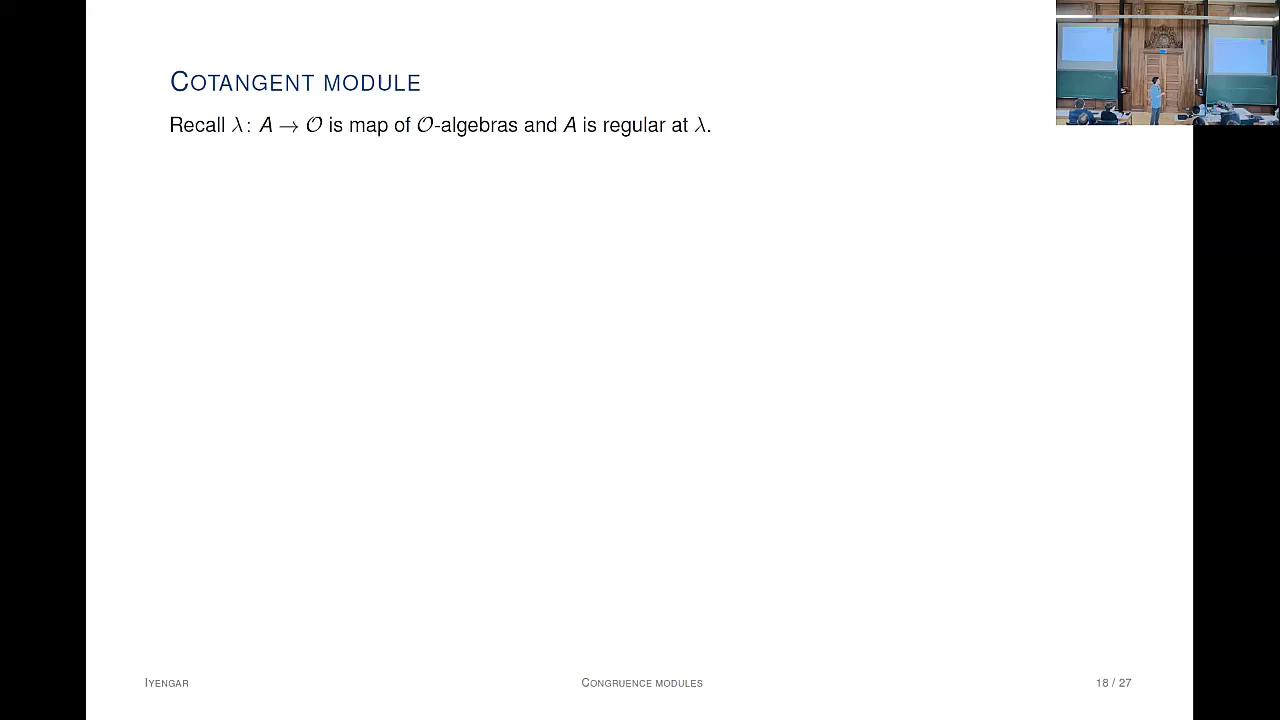 COTANGENT MODULE
Recall λ: A → 𝒪 is map of 𝒪-algebras and A is regular at λ.
IYENGAR
CONGRUENCE MODULES
18 / 27